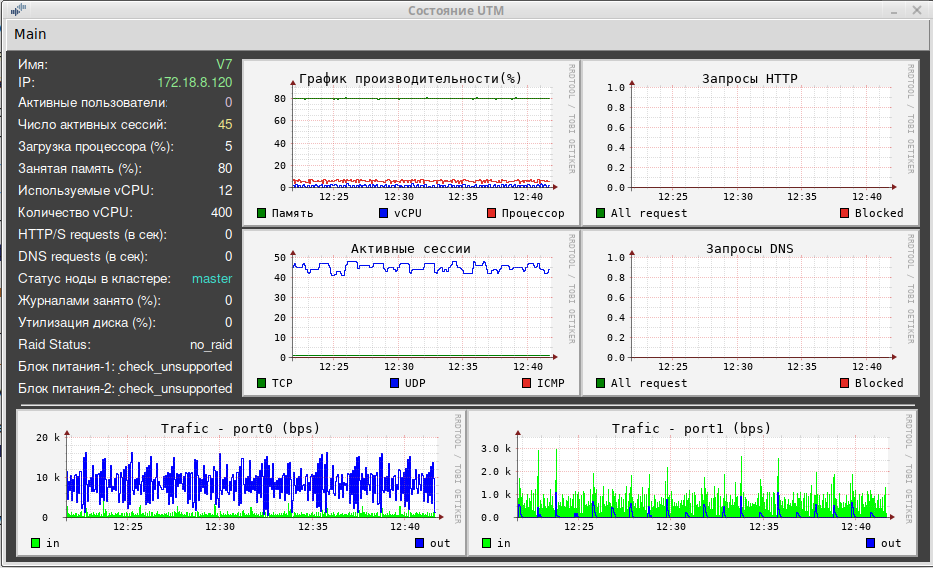 Состояние UTM
Main
Имя: V7
IP: 172.18.8.120
Активные пользователи: 0
Число активных сессий: 45
Загрузка процессора (%): 5
Занятая память (%): 80
Используемые vCPU: 12
Количество vCPU: 400
HTTP/S requests (в сек): 0
DNS requests (в сек): 0
Статус ноды в кластере: master
Журналами занято (%): 0
Утилизация диска (%): 0
Raid Status: no_raid
Блок питания-1: check_unsupported
Блок питания-2: check_unsupported
График производительности(%)
80
60
40
20
0
12:25 12:30 12:35 12:40
Память vCPU Процессор
RRDTOOL / TOBI OETIKER
Запросы HTTP
1.0
0.8
0.6
0.4
0.2
0.0
12:25 12:30 12:35 12:40
All request Blocked
RRDTOOL / TOBI OETIKER
Активные сессии
50
40
30
20
10
0
12:25 12:30 12:35 12:40
TCP UDP ICMP
RRDTOOL / TOBI OETIKER
Запросы DNS
1.0
0.8
0.6
0.4
0.2
0.0
12:25 12:30 12:35 12:40
All request Blocked
RRDTOOL / TOBI OETIKER
Trafic - port0 (bps)
20 k
10 k
0
12:25 12:30 12:35 12:40
in out
RRDTOOL / TOBI OETIKER
Trafic - port1 (bps)
3.0 k
2.0 k
1.0 k
0.0
12:25 12:30 12:35 12:40
in out
RRDTOOL / TOBI OETIKER